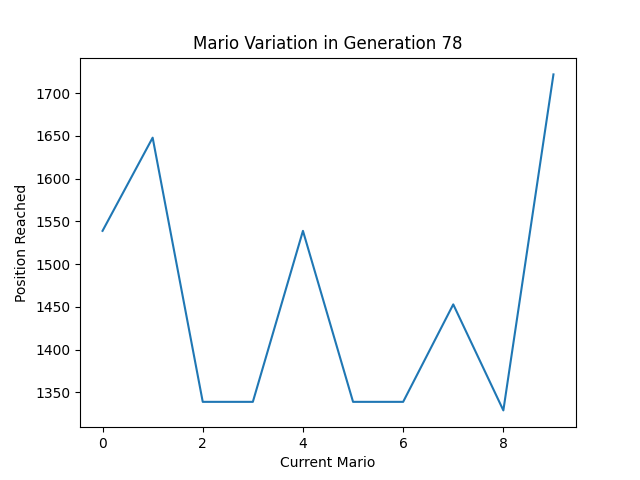 Mario Variation in Generation 78
Position Reached
1700
1650
1600
1550
1500
1450
1400
1350
0 2 4 6 8
Current Mario